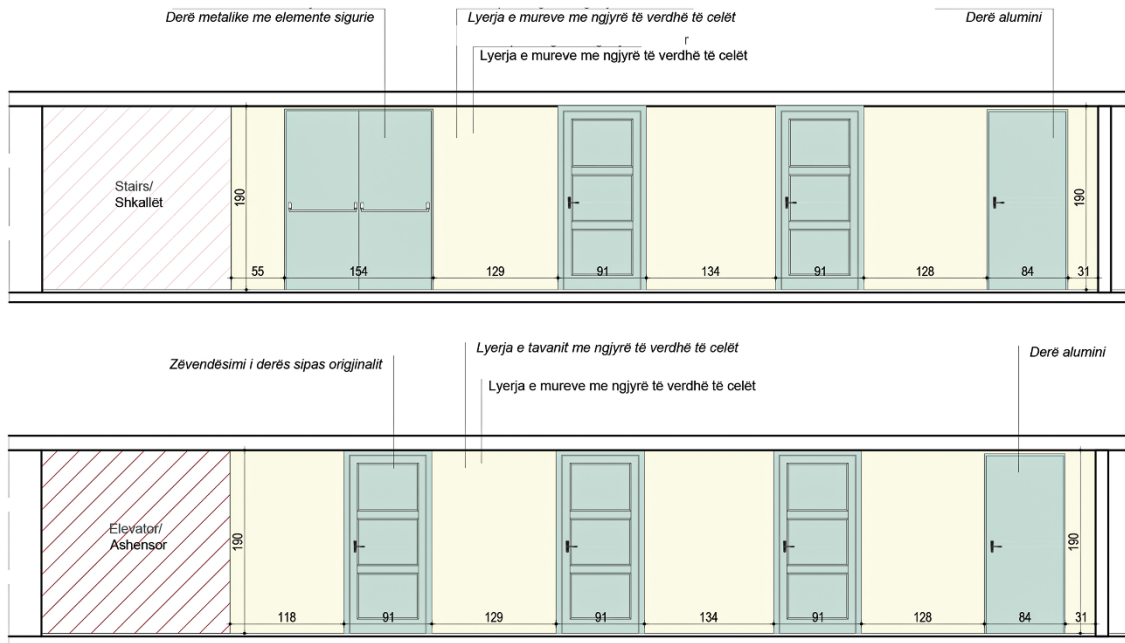 Derë metalike me elemente sigurie
Lyerja e mureve me ngjyrë të verdhë të celët
Derë alumini
Lyerja e mureve me ngjyrë të verdhë të celët
Stairs/
Shkallët
190
190
55 154 129 91 134 91 128 84 31
Lyerja e tavanit me ngjyrë të verdhë të celët
Derë alumini
Zëvendësimi i derës sipas origjinalit
Lyerja e mureve me ngjyrë të verdhë të celët
Elevator/
Ashensor
190
190
118 91 129 91 134 91 128 84 31